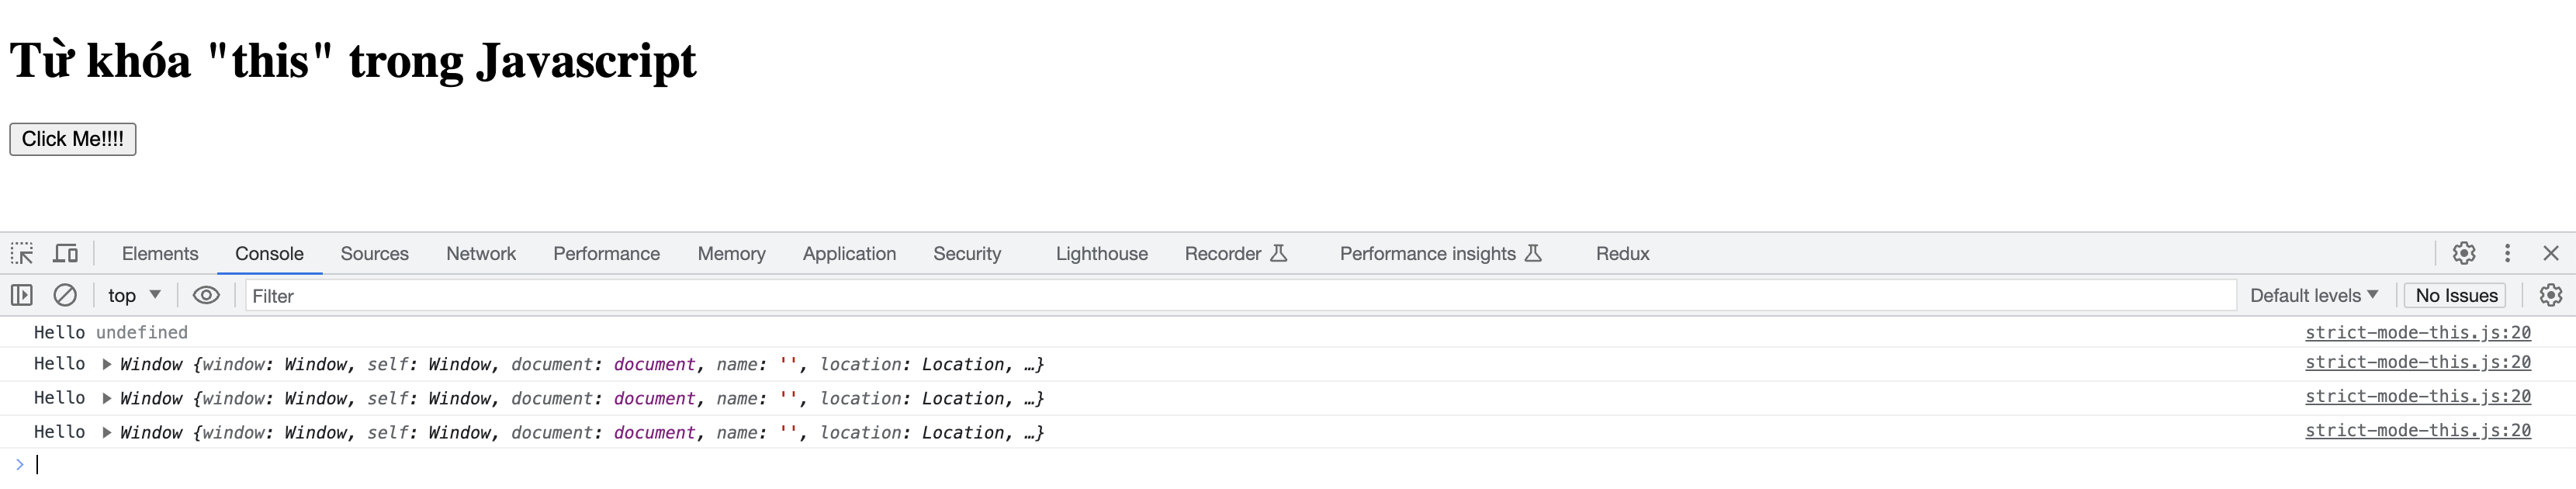 Từ khóa "this" trong Javascript
Click Me!!!!
Elements Console Sources Network Performance Memory Application Security Lighthouse Recorder Performance insights Redux
top Filter Default levels No Issues
Hello undefined strict-mode-this.js:20
Hello Window {window: Window, self: Window, document: document, name: '', location: Location, …} strict-mode-this.js:20
Hello Window {window: Window, self: Window, document: document, name: '', location: Location, …} strict-mode-this.js:20
Hello Window {window: Window, self: Window, document: document, name: '', location: Location, …} strict-mode-this.js:20